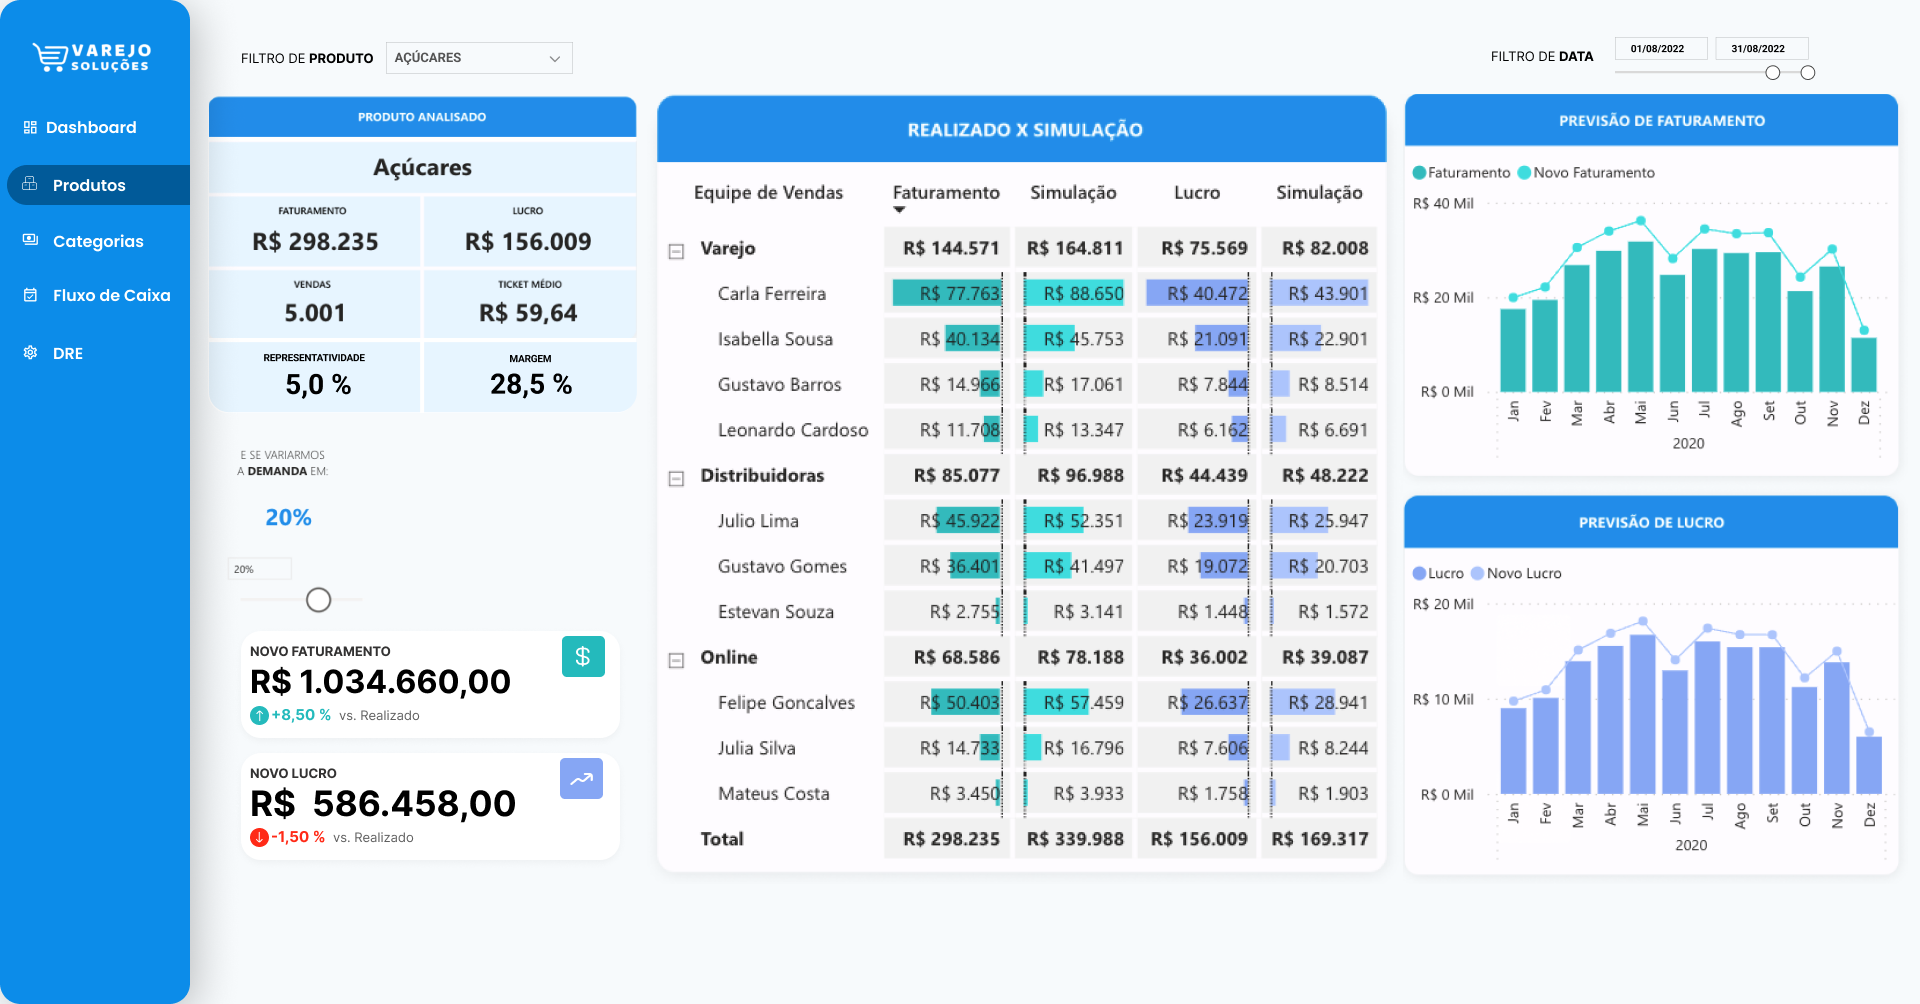 VAREJO
SOLUÇÕES
Dashboard
Produtos
Categorias
Fluxo de Caixa
DRE
FILTRO DE PRODUTO
AÇÚCARES
FILTRO DE DATA
01/08/2022
31/08/2022
PRODUTO ANALISADO
Açúcares
FATURAMENTO
R$ 298.235
LUCRO
R$ 156.009
VENDAS
5.001
TICKET MÉDIO
R$ 59,64
REPRESENTATIVIDADE
5,0 %
MARGEM
28,5 %
E SE VARIARMOS
A DEMANDA EM:
20%
20%
NOVO FATURAMENTO
R$ 1.034.660,00
+8,50 % vs. Realizado
$
NOVO LUCRO
R$ 586.458,00
-1,50 % vs. Realizado
REALIZADO X SIMULAÇÃO
Equipe de Vendas Faturamento Simulação Lucro Simulação
Varejo R$ 144.571 R$ 164.811 R$ 75.569 R$ 82.008
Carla Ferreira R$ 77.763 R$ 88.650 R$ 40.472 R$ 43.901
Isabella Sousa R$ 40.134 R$ 45.753 R$ 21.091 R$ 22.901
Gustavo Barros R$ 14.966 R$ 17.061 R$ 7.844 R$ 8.514
Leonardo Cardoso R$ 11.708 R$ 13.347 R$ 6.162 R$ 6.691
Distribuidoras R$ 85.077 R$ 96.988 R$ 44.439 R$ 48.222
Julio Lima R$ 45.922 R$ 52.351 R$ 23.919 R$ 25.947
Gustavo Gomes R$ 36.401 R$ 41.497 R$ 19.072 R$ 20.703
Estevan Souza R$ 2.755 R$ 3.141 R$ 1.448 R$ 1.572
Online R$ 68.586 R$ 78.188 R$ 36.002 R$ 39.087
Felipe Goncalves R$ 50.403 R$ 57.459 R$ 26.637 R$ 28.941
Julia Silva R$ 14.733 R$ 16.796 R$ 7.606 R$ 8.244
Mateus Costa R$ 3.450 R$ 3.933 R$ 1.758 R$ 1.903
Total R$ 298.235 R$ 339.988 R$ 156.009 R$ 169.317
PREVISÃO DE FATURAMENTO
Faturamento Novo Faturamento
R$ 40 Mil
R$ 20 Mil
R$ 0 Mil
Jan Fev Mar Abr Mai Jun Jul Ago Set Out Nov Dez
2020
PREVISÃO DE LUCRO
Lucro Novo Lucro
R$ 20 Mil
R$ 10 Mil
R$ 0 Mil
Jan Fev Mar Abr Mai Jun Jul Ago Set Out Nov Dez
2020